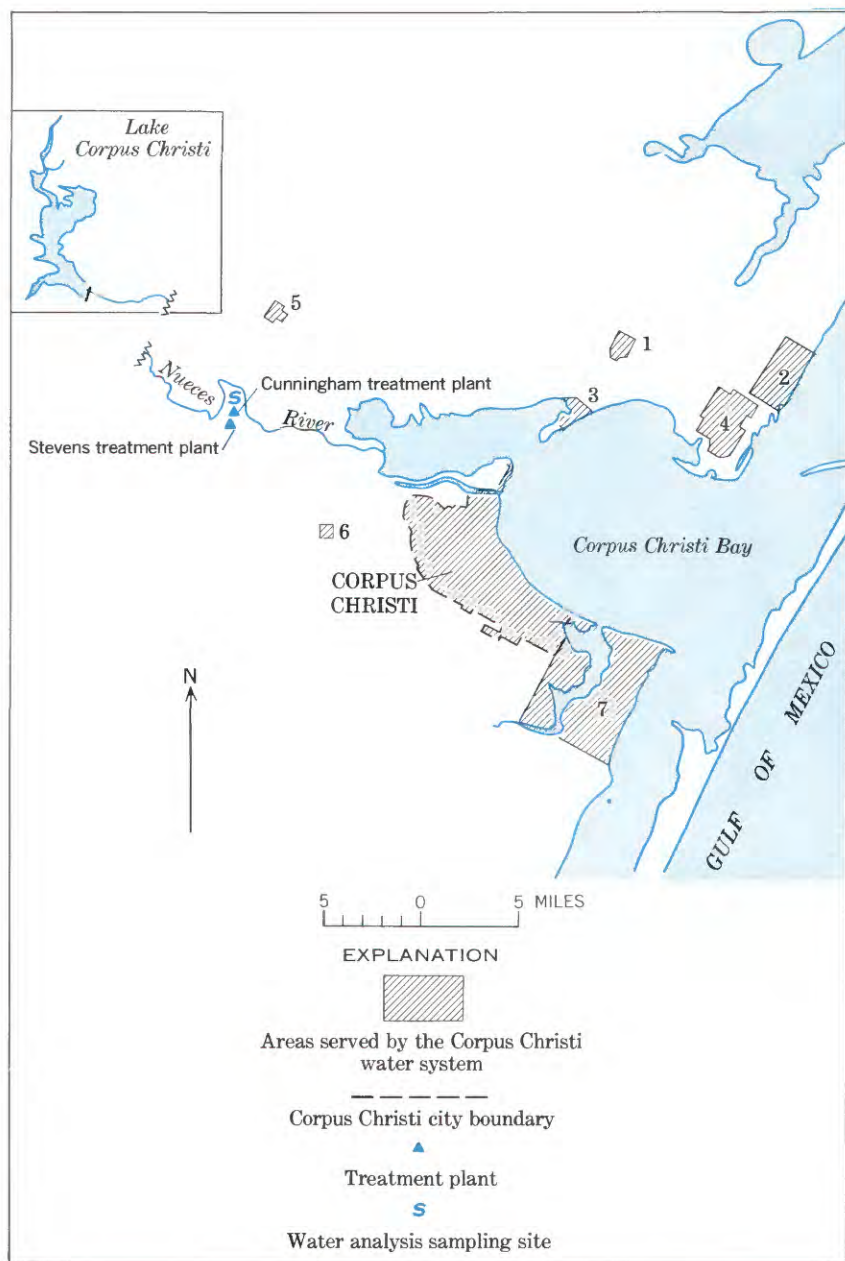 Lake
Corpus Christi
5
1
2
Nueces
S
Cunningham treatment plant
3
4
River
Stevens treatment plant
6
Corpus Christi Bay
CORPUS
CHRISTI
N
7
GULF OF MEXICO
5 0 5 MILES
EXPLANATION
Areas served by the Corpus Christi
water system
Corpus Christi city boundary
Treatment plant
S
Water analysis sampling site